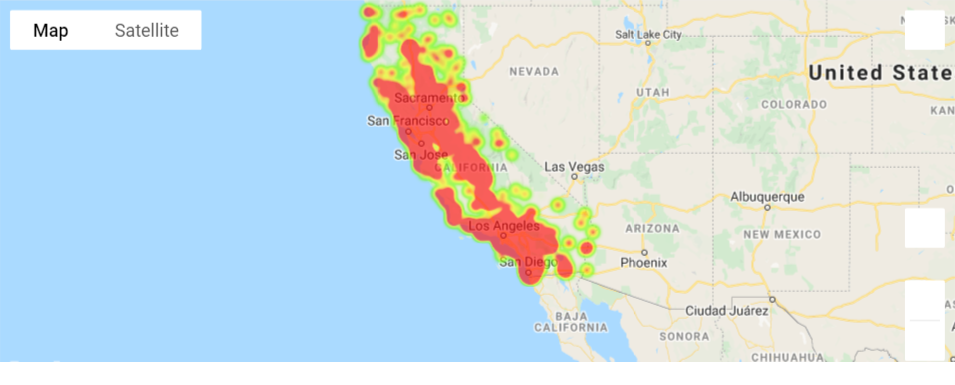 Map Satellite
Salt Lake City
NEVADA
United State
UTAH
COLORADO
KAN
Sacramento
San Francisco
San Jose
CALIFORNIA
Las Vegas
Albuquerque
Los Angeles
ARIZONA
NEW MEXICO
San Diego
Phoenix
Ciudad Juárez
BAJA
CALIFORNIA
SONORA
CHIHUAHUA